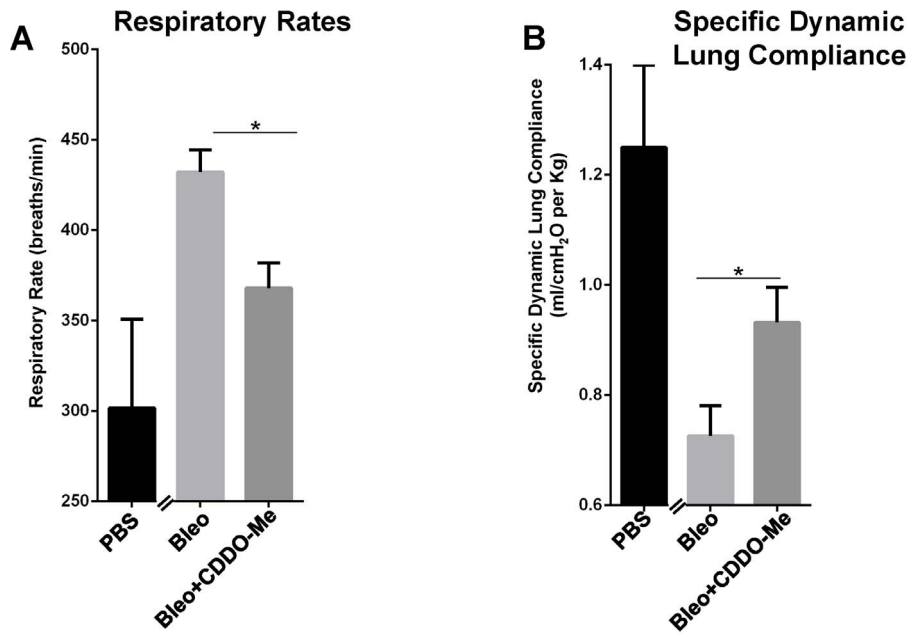 A
Respiratory Rates
Respiratory Rate (breaths/min)
500
450
400
350
300
250
*
PBS
Bleo
Bleo+CDDO-Me
B
Specific Dynamic
Lung Compliance
Specific Dynamic Lung Compliance
(ml/cmH₂O per Kg)
1.4
1.2
1.0
0.8
0.6
*
PBS
Bleo
Bleo+CDDO-Me